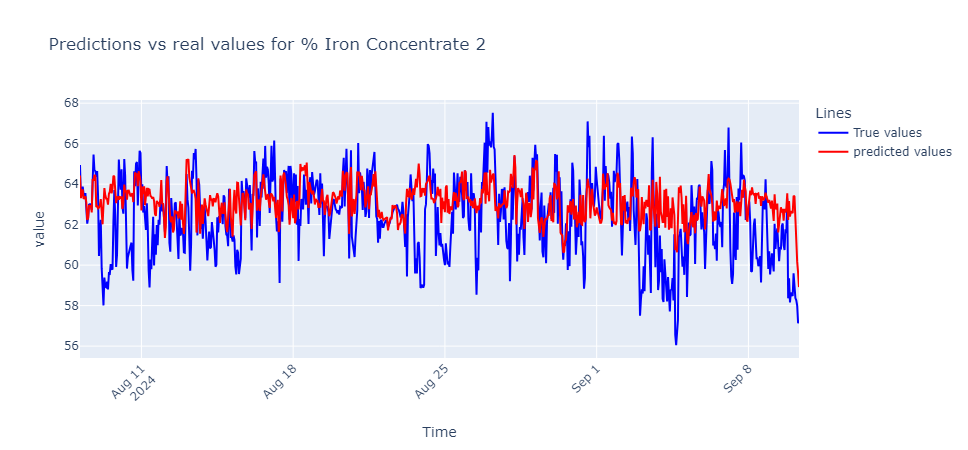 Predictions vs real values for % Iron Concentrate 2
Lines
True values
predicted values
value
68
66
64
62
60
58
56
Aug 11
2024
Aug 18
Aug 25
Sep 1
Sep 8
Time